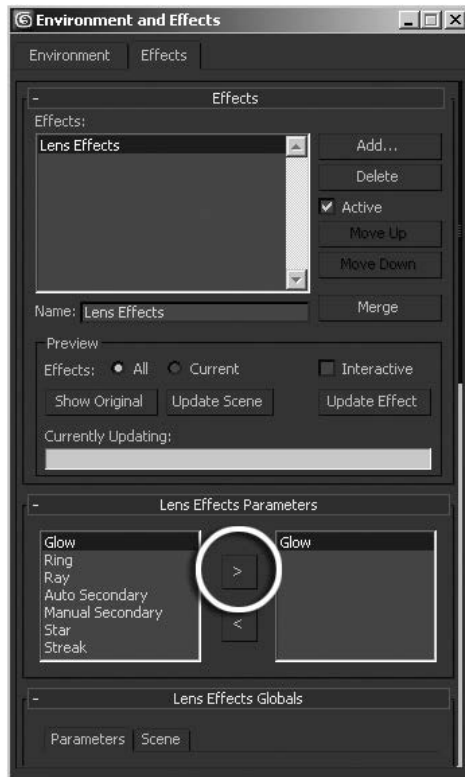 Environment and Effects
Environment Effects
- Effects
Effects:
Lens Effects
Add...
Delete
Active
Move Up
Move Down
Name: Lens Effects
Merge
Preview
Effects: All Current Interactive
Show Original Update Scene Update Effect
Currently Updating:
- Lens Effects Parameters
Glow
Ring
Ray
Auto Secondary
Manual Secondary
Star
Streak
>
<
Glow
- Lens Effects Globals
Parameters Scene